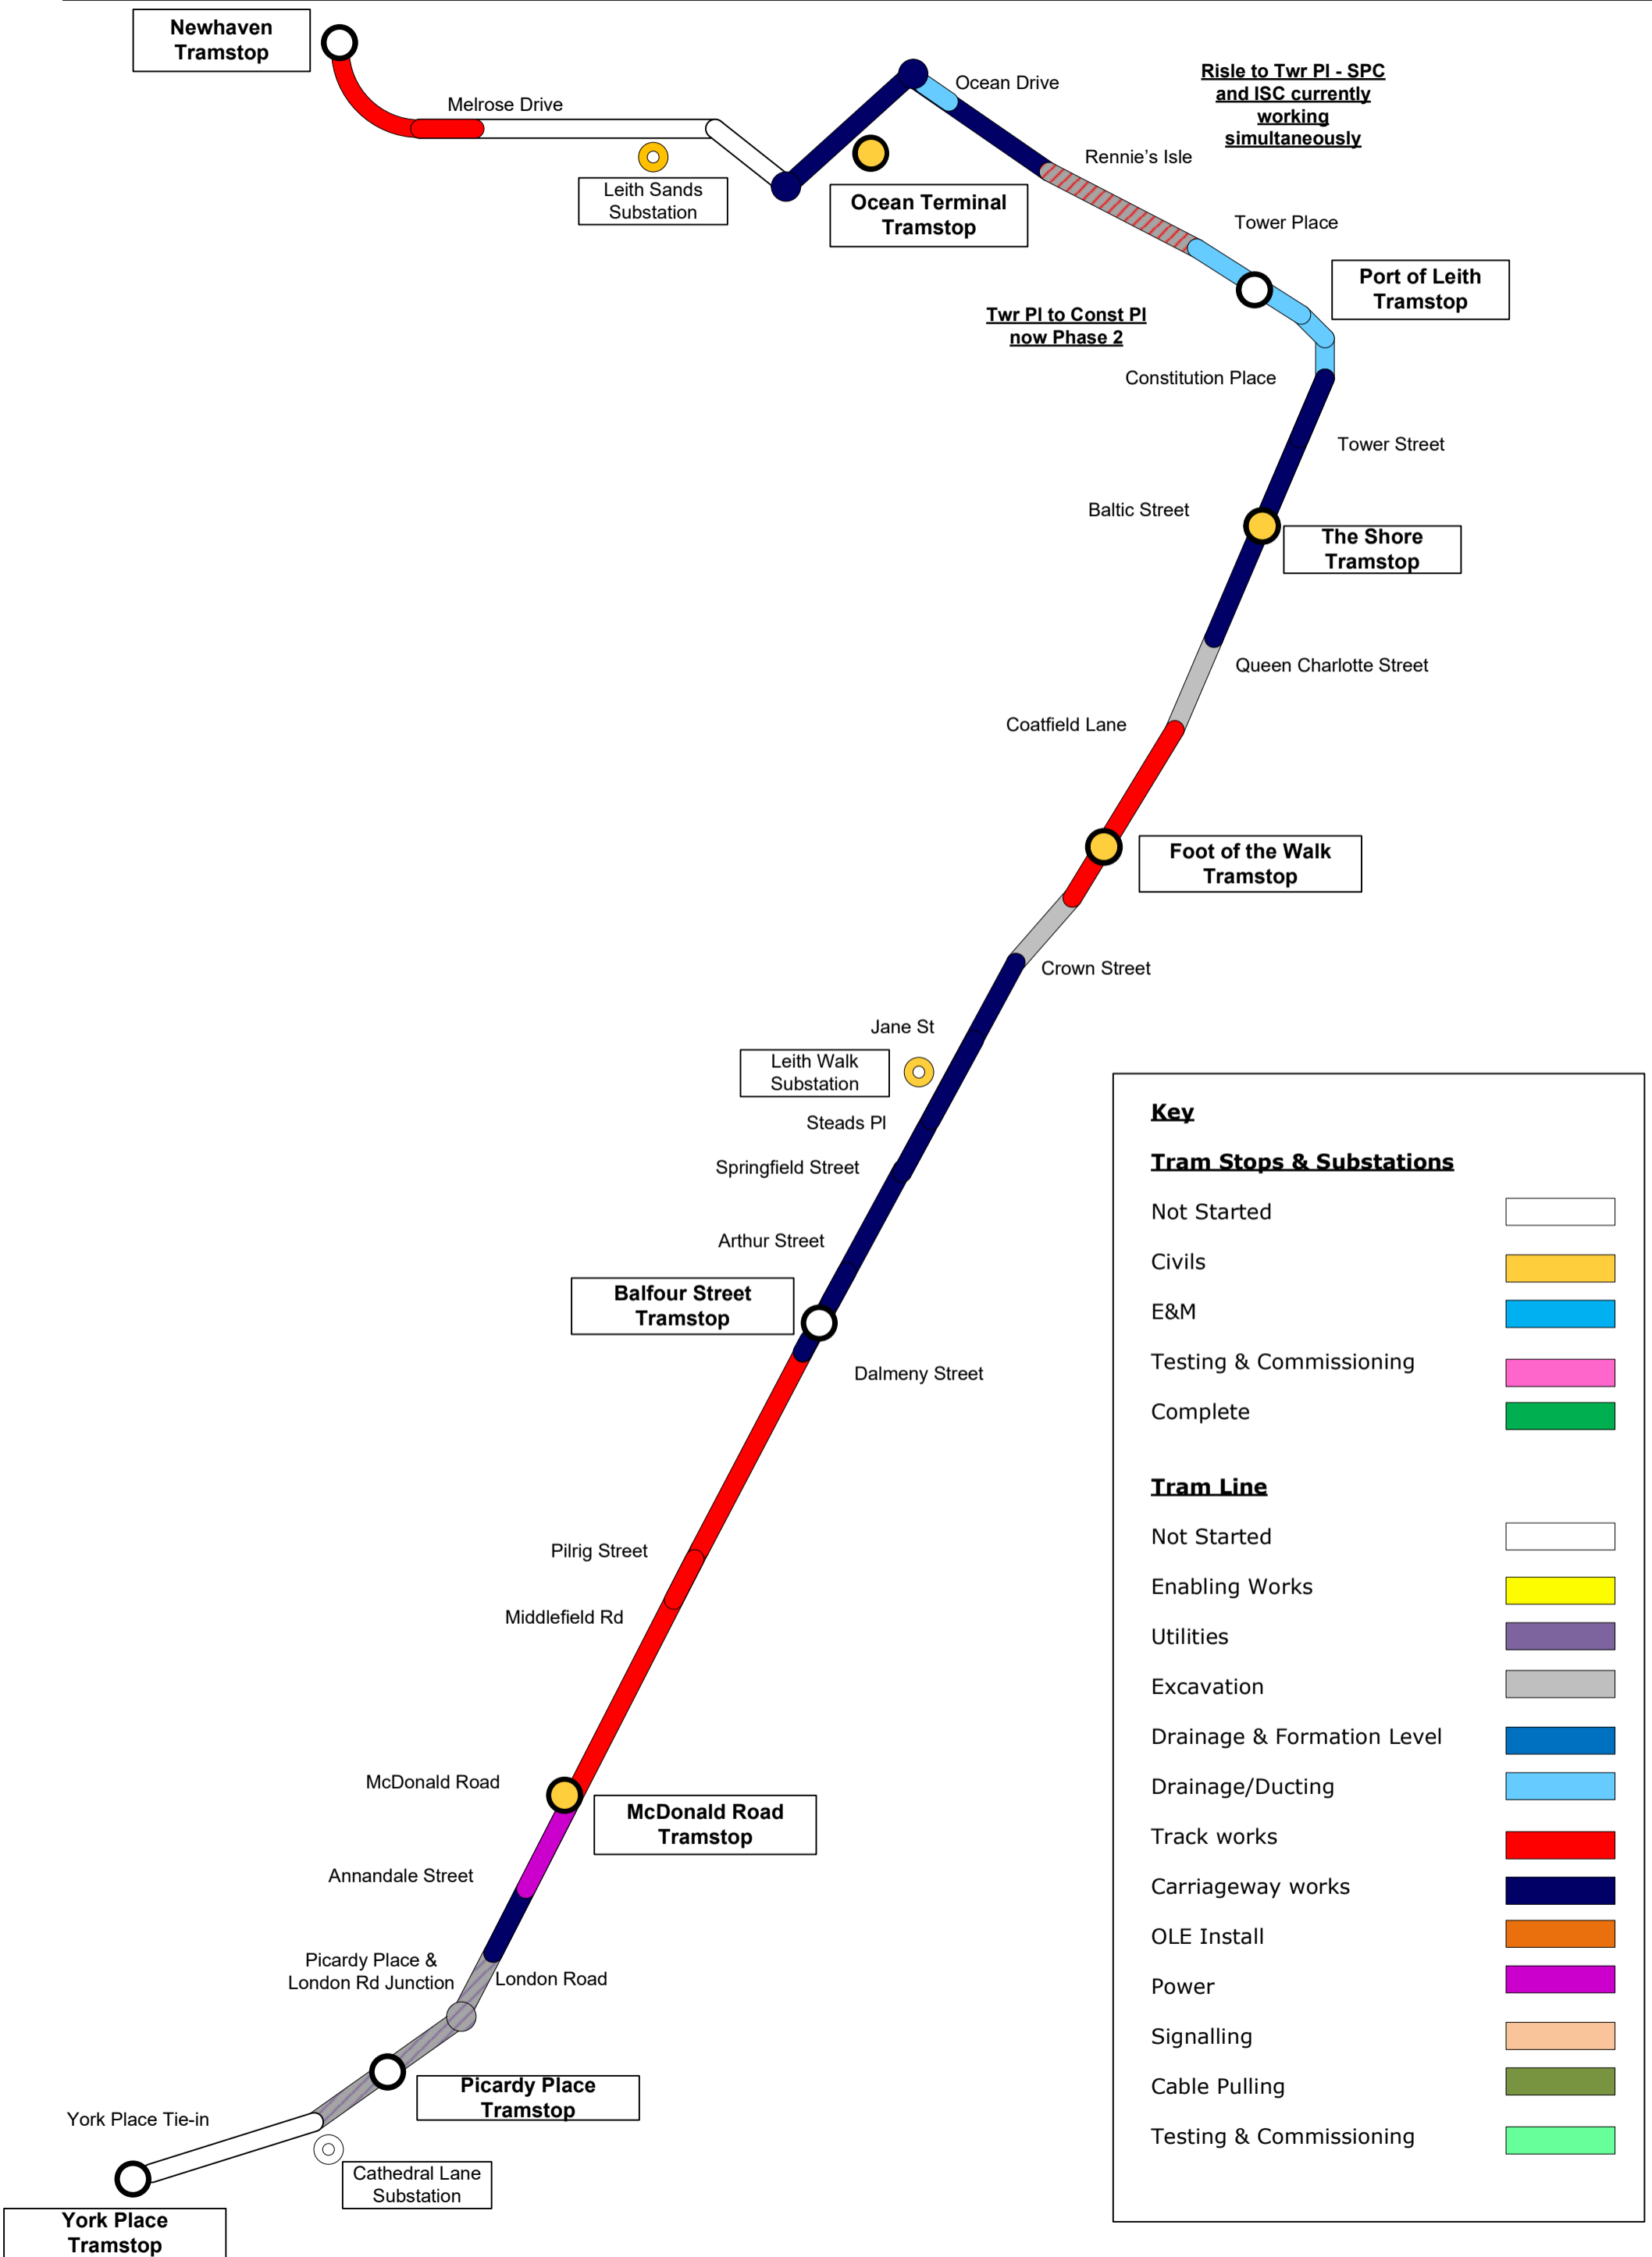 Newhaven
Tramstop
Melrose Drive
Leith Sands
Substation
Ocean Drive
Risle to Twr Pl - SPC
and ISC currently
working
simultaneously
Rennie's Isle
Ocean Terminal
Tramstop
Tower Place
Port of Leith
Tramstop
Twr Pl to Const Pl
now Phase 2
Constitution Place
Tower Street
Baltic Street
The Shore
Tramstop
Queen Charlotte Street
Coatfield Lane
Foot of the Walk
Tramstop
Crown Street
Jane St
Leith Walk
Substation
Steads Pl
Springfield Street
Arthur Street
Balfour Street
Tramstop
Dalmeny Street
Pilrig Street
Middlefield Rd
McDonald Road
McDonald Road
Tramstop
Annandale Street
Picardy Place &
London Rd Junction
London Road
Picardy Place
Tramstop
York Place Tie-in
Cathedral Lane
Substation
York Place
Tramstop
Key
Tram Stops & Substations
Not Started
Civils
E&M
Testing & Commissioning
Complete
Tram Line
Not Started
Enabling Works
Utilities
Excavation
Drainage & Formation Level
Drainage/Ducting
Track works
Carriageway works
OLE Install
Power
Signalling
Cable Pulling
Testing & Commissioning